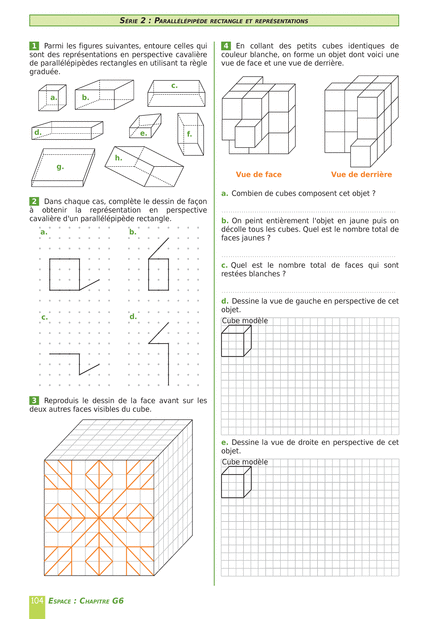 Série 2 : Parallélépipède rectangle et représentations
1 Parmi les figures suivantes, entoure celles qui
sont des représentations en perspective cavalière
de parallélépipèdes rectangles en utilisant la règle
graduée.
a.
b.
c.
d.
e.
f.
g.
h.
2 Dans chaque cas, complète le dessin de façon
à obtenir la représentation en perspective
cavalière d'un parallélépipède rectangle.
a.
b.
c.
d.
3 Reproduis le dessin de la face avant sur les
deux autres faces visibles du cube.
4 En collant des petits cubes identiques de
couleur blanche, on forme un objet dont voici une
vue de face et une vue de derrière.
Vue de face
Vue de derrière
a. Combien de cubes composent cet objet ?
b. On peint entièrement l'objet en jaune puis on
décolle tous les cubes. Quel est le nombre total de
faces jaunes ?
c. Quel est le nombre total de faces qui sont
restées blanches ?
d. Dessine la vue de gauche en perspective de cet
objet.
Cube modèle
e. Dessine la vue de droite en perspective de cet
objet.
Cube modèle
104 Espace : Chapitre G6